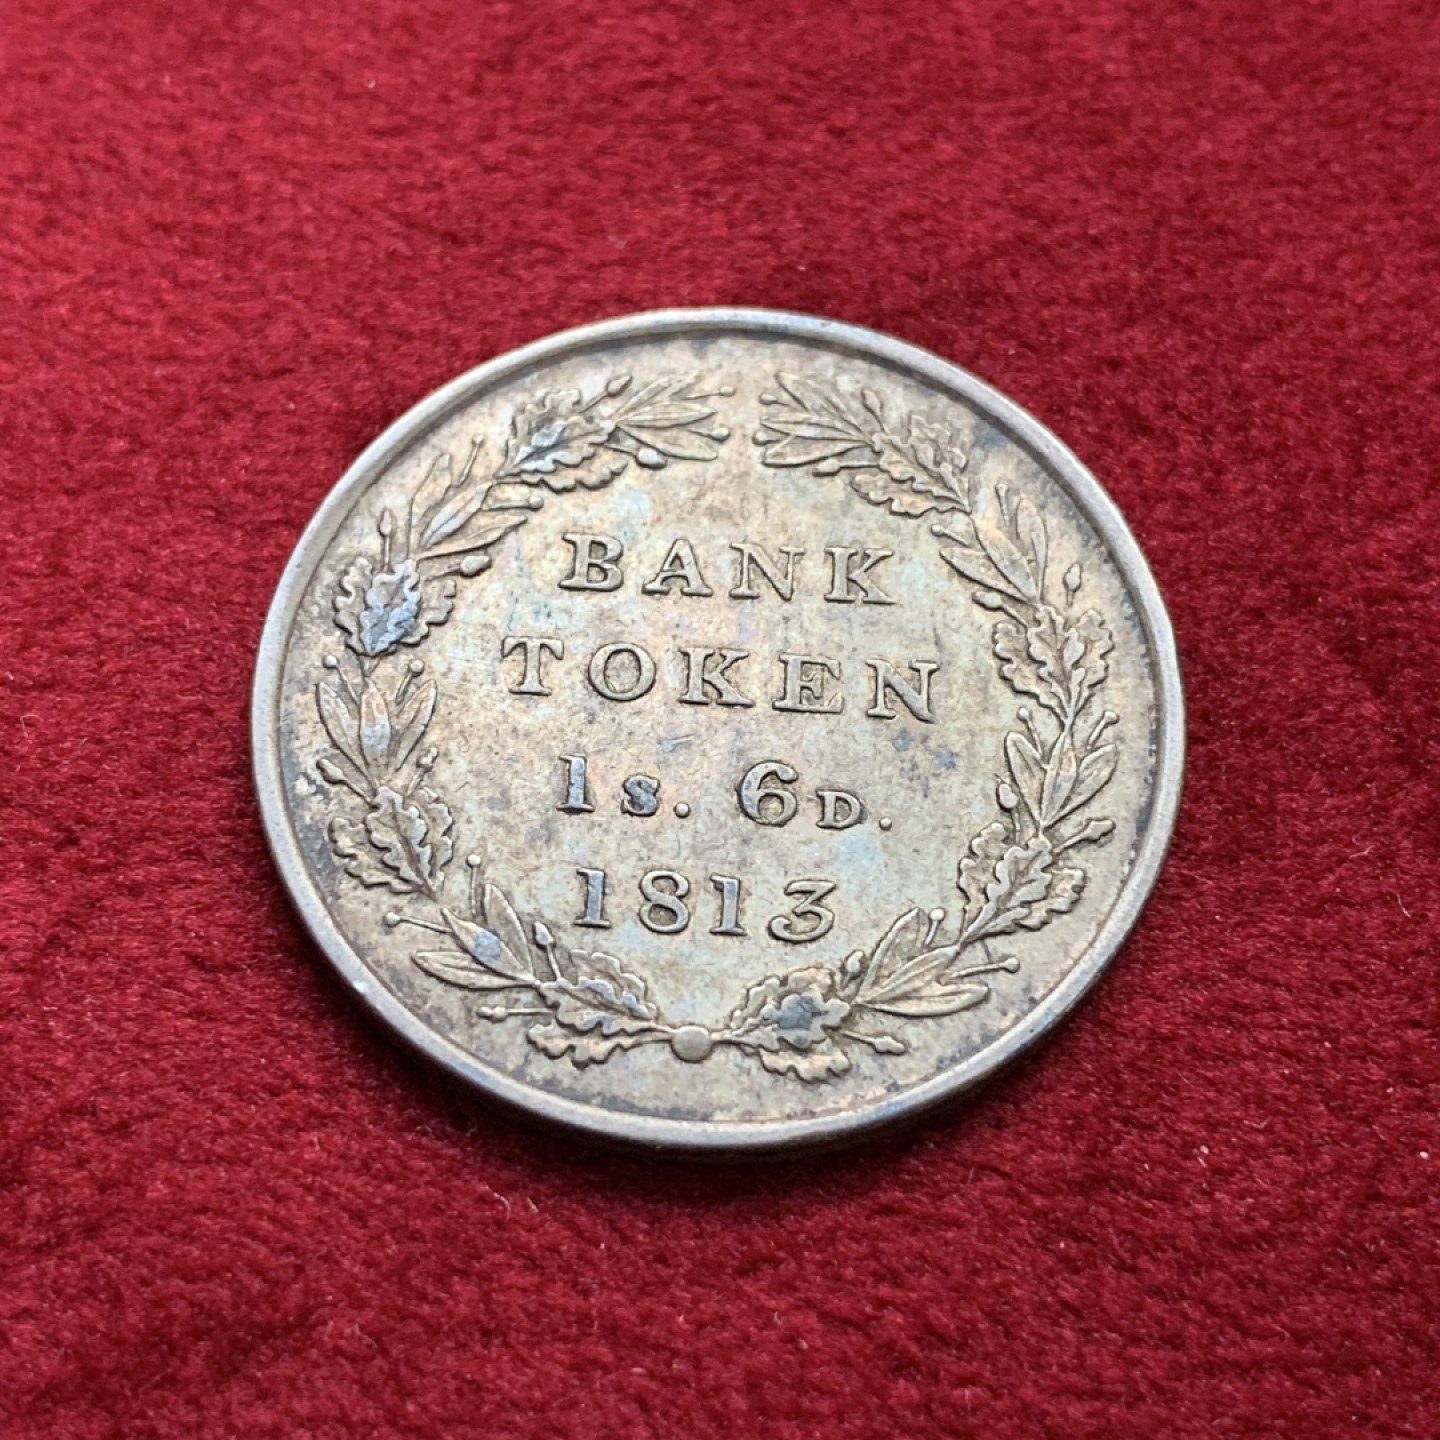 BANK
TOKEN
1s. 6D.
1813